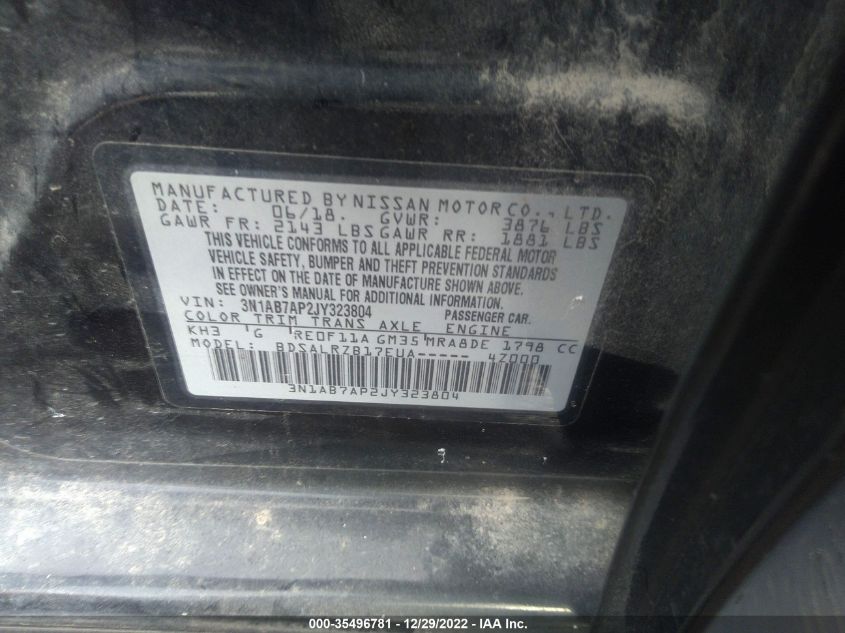 MANUFACTURED BY NISSAN MOTOR CO., LTD.
DATE: 06/18. GVWR: 3876 LBS
GAWR FR: 2143 LBS GAWR RR: 1881 LBS
THIS VEHICLE CONFORMS TO ALL APPLICABLE FEDERAL MOTOR
VEHICLE SAFETY, BUMPER AND THEFT PREVENTION STANDARDS
IN EFFECT ON THE DATE OF MANUFACTURE SHOWN ABOVE.
SEE OWNER'S MANUAL FOR ADDITIONAL INFORMATION.
VIN: 3N1AB7AP2JY323804 PASSENGER CAR.
COLOR TRIM TRANS AXLE ENGINE
KH3 G RE0F11A GM35 MRA8DE 1798 CC
MODEL: BDSALRZB17EUA----- 4Z000
3N1AB7AP2JY323804
000-35496781 - 12/29/2022 - IAA Inc.